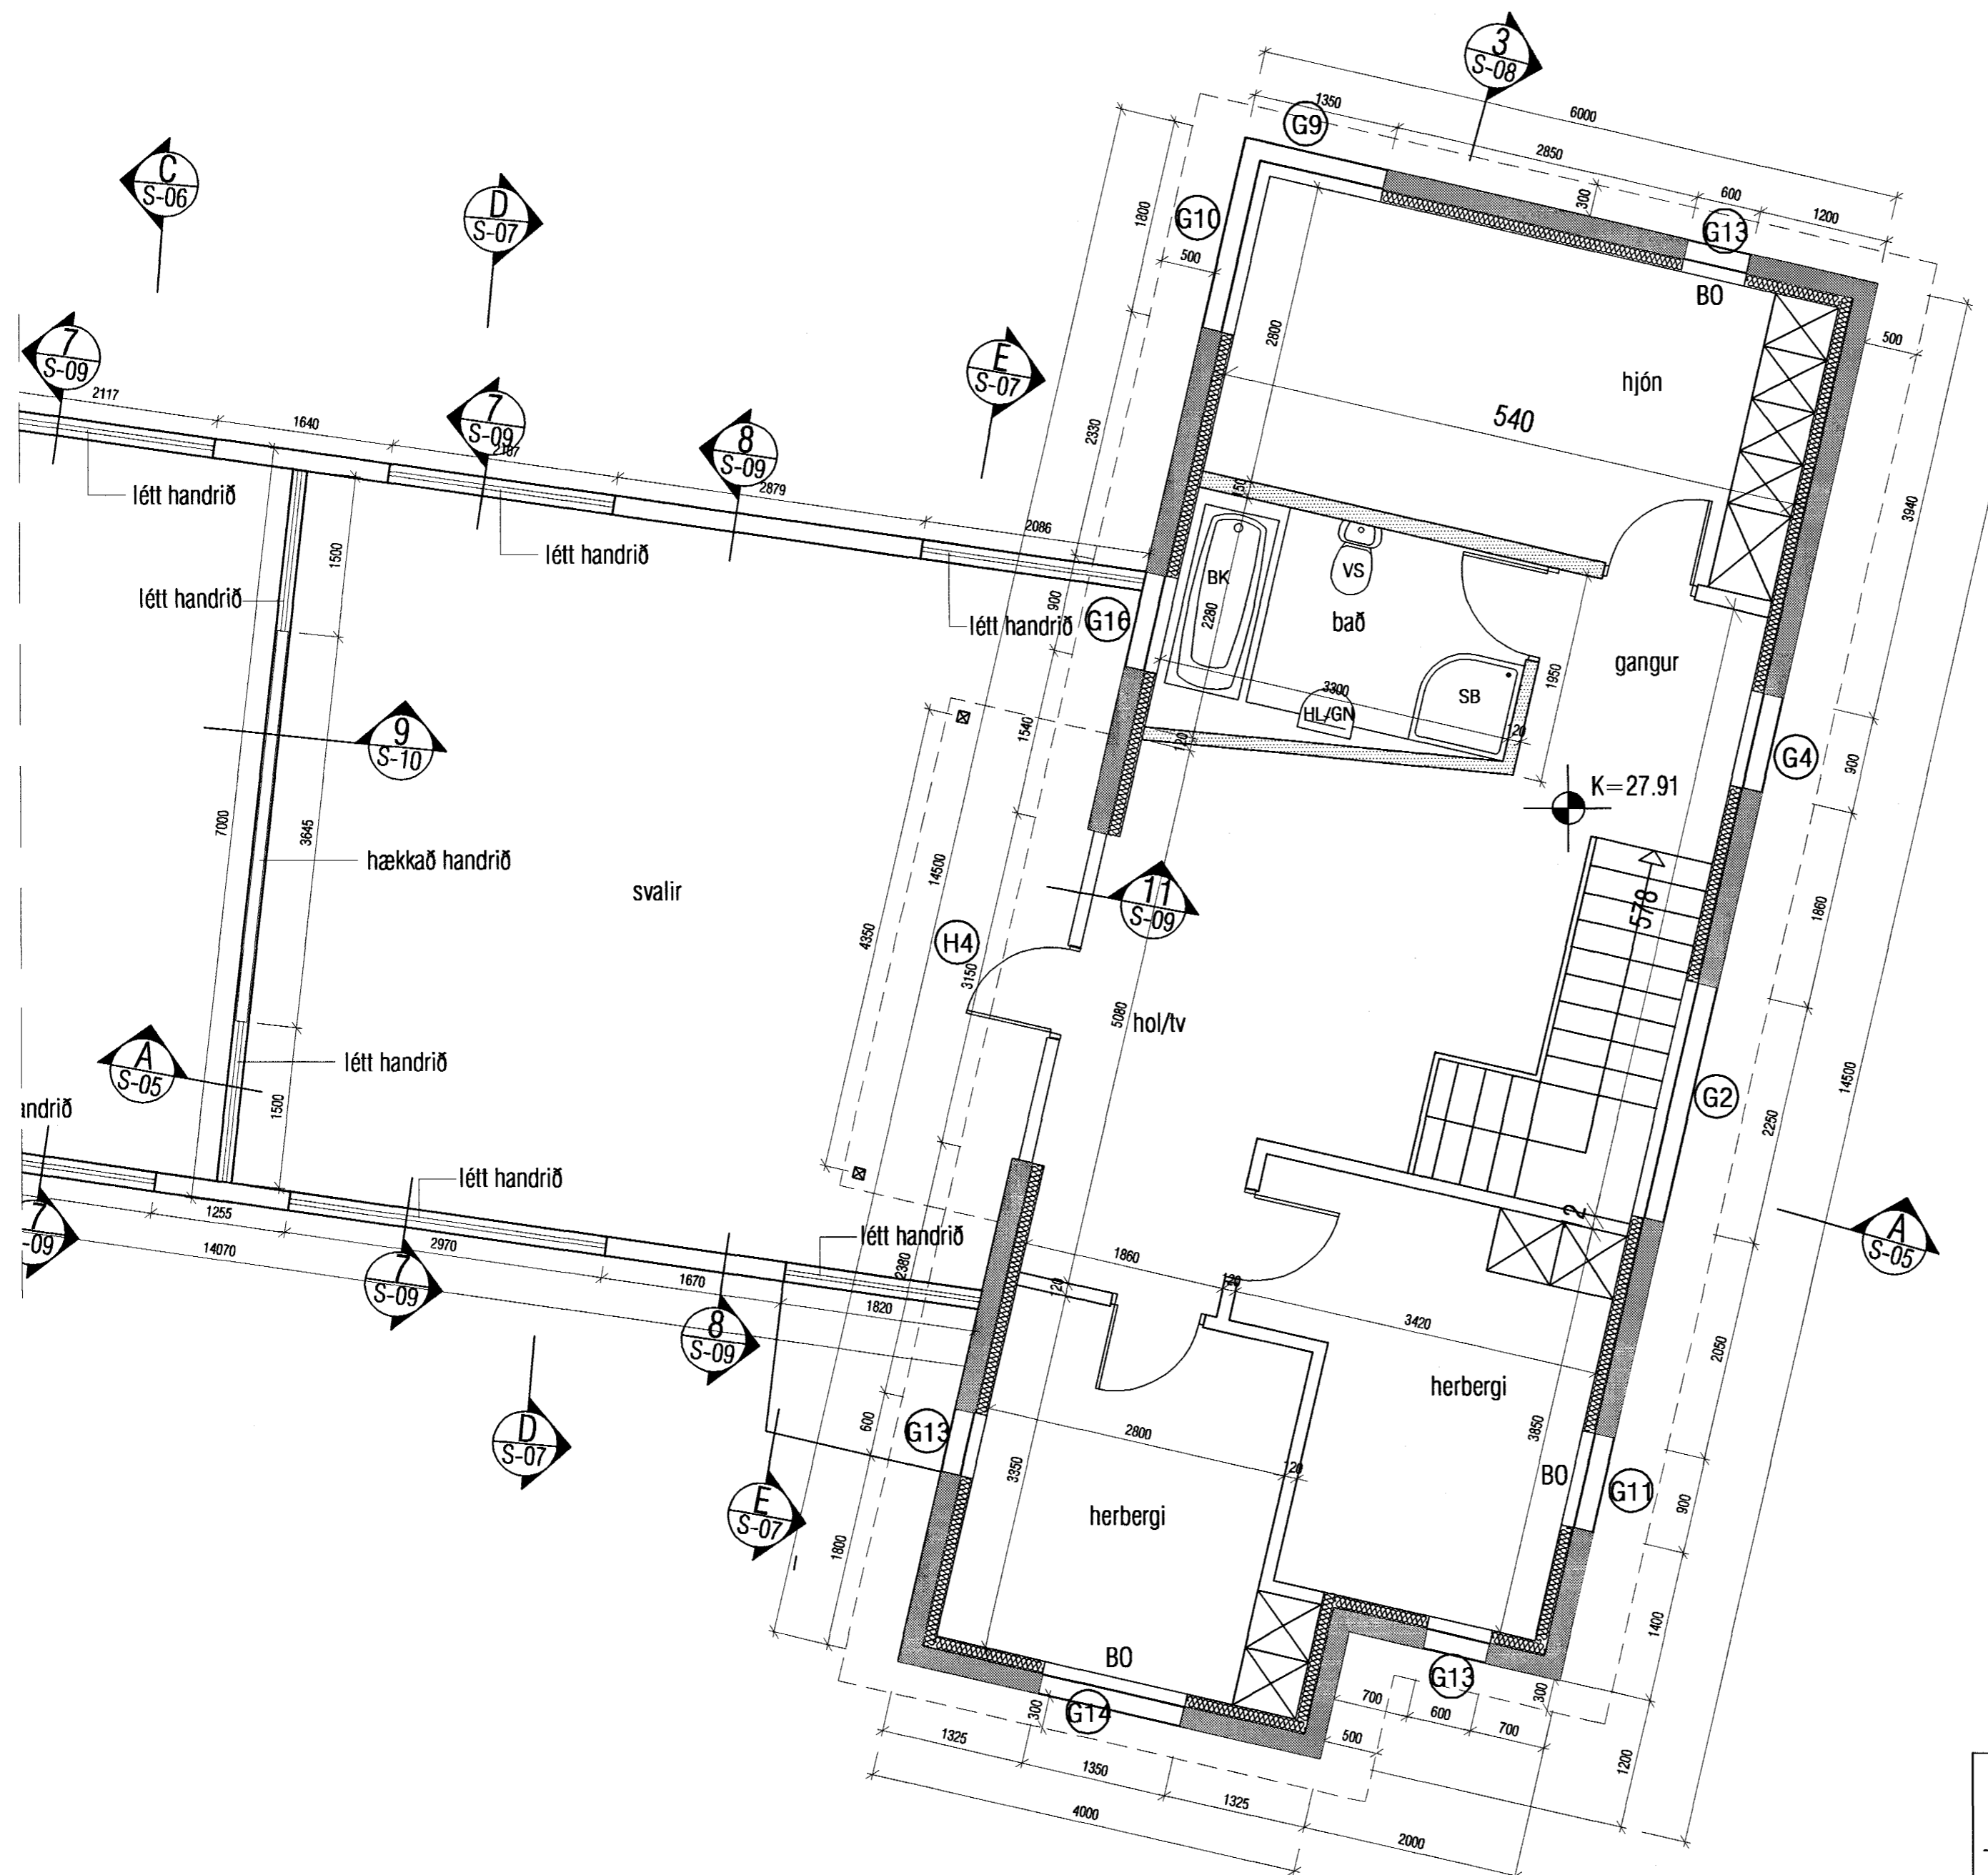 3
S-08
6000
1350
G9
2850
300
600
G13
1200
C
S-06
D
S-07
1800
G10
500
BO
500
7
S-09
2117
1640
7
S-09
2187
8
S-09
2879
E
S-07
2800
hjón
540
2330
3940
létt handrið
létt handrið
létt handrið
1500
2086
900
létt handrið
G16
150
BK
2280
VS
bað
gangur
1950
3300
HL/GN
SB
120
120
9
S-10
1540
G4
900
K=27.91
7000
3645
hækkað handrið
svalir
14500
4350
H4
3150
11
S-09
5080
hol/tv
578
1860
14500
G2
2250
A
S-05
létt handrið
1500
andrið
létt handrið
7
-09
1255
14070
2970
7
S-09
1670
8
S-09
létt handrið
1820
2380
1860
120
120
2
A
S-05
3420
2050
herbergi
D
S-07
E
S-07
G13
600
2800
120
3350
3850
BO
G11
900
herbergi
1800
BO
G14
300
G13
300
700
600
700
500
1400
1200
1325
1350
1325
4000
2000